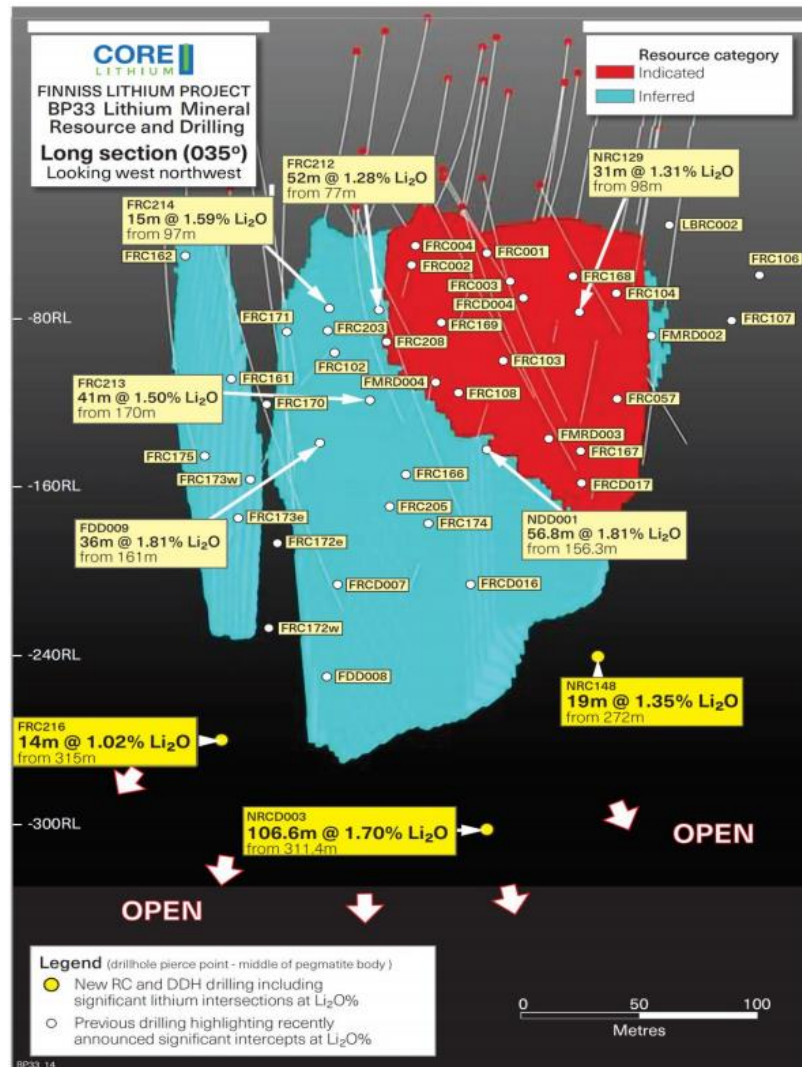 CORE
LITHIUM
FINNISS LITHIUM PROJECT
BP33 Lithium Mineral
Resource and Drilling
Long section (035º)
Looking west northwest
Resource category
Indicated
Inferred
FRC212
52m @ 1.28% Li₂O
from 77m
NRC129
31m @ 1.31% Li₂O
from 98m
FRC214
15m @ 1.59% Li₂O
from 97m
LBRC002
FRC162
FRC004
FRC001
FRC002
FRC106
FRC003
FRC168
FRCD004
FRC104
-80RL
FRC171
FRC203
FRC169
FRC107
FRC208
FMRD002
FRC102
FRC103
FRC213
41m @ 1.50% Li₂O
from 170m
FRC161
FMRD004
FRC108
FRC057
FRC170
FMRD003
FRC175
FRC167
-160RL
FRC173w
FRC166
FRCD017
FRC205
FRC173e
FRC174
FDD009
36m @ 1.81% Li₂O
from 161m
NDD001
56.8m @ 1.81% Li₂O
from 156.3m
FRC172e
FRCD007
FRCD016
FRC172w
-240RL
FDD008
NRC148
19m @ 1.35% Li₂O
from 272m
FRC216
14m @ 1.02% Li₂O
from 315m
-300RL
NRCD003
106.6m @ 1.70% Li₂O
from 311.4m
OPEN
OPEN
Legend (drillhole pierce point - middle of pegmatite body )
New RC and DDH drilling including
significant lithium intersections at Li₂O%
Previous drilling highlighting recently
announced significant intercepts at Li₂O%
0 50 100
Metres
BP33_14